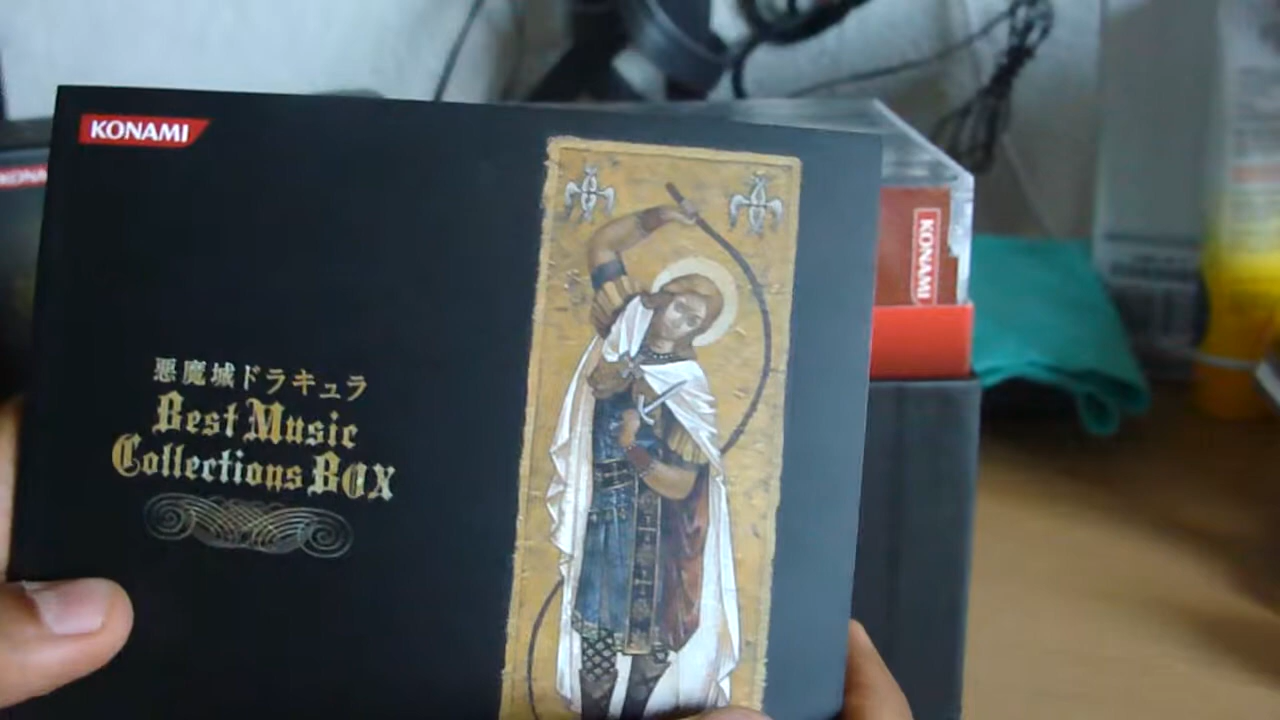 KONAMI
悪魔城ドラキュラ
Best Music
Collections BOX
KONAMI